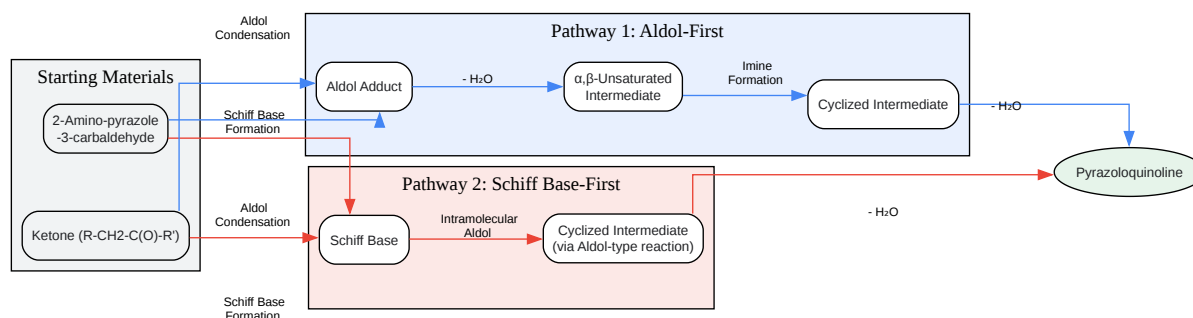 Aldol
Condensation
Pathway 1: Aldol-First
Starting Materials
Aldol Adduct
- H₂O
α,β-Unsaturated
Intermediate
Imine
Formation
Cyclized Intermediate
- H₂O
2-Amino-pyrazole
-3-carbaldehyde
Schiff Base
Formation
Pyrazoloquinoline
Pathway 2: Schiff Base-First
Aldol
Condensation
Ketone (R-CH2-C(O)-R')
Schiff Base
Intramolecular
Aldol
Cyclized Intermediate
(via Aldol-type reaction)
- H₂O
Schiff Base
Formation